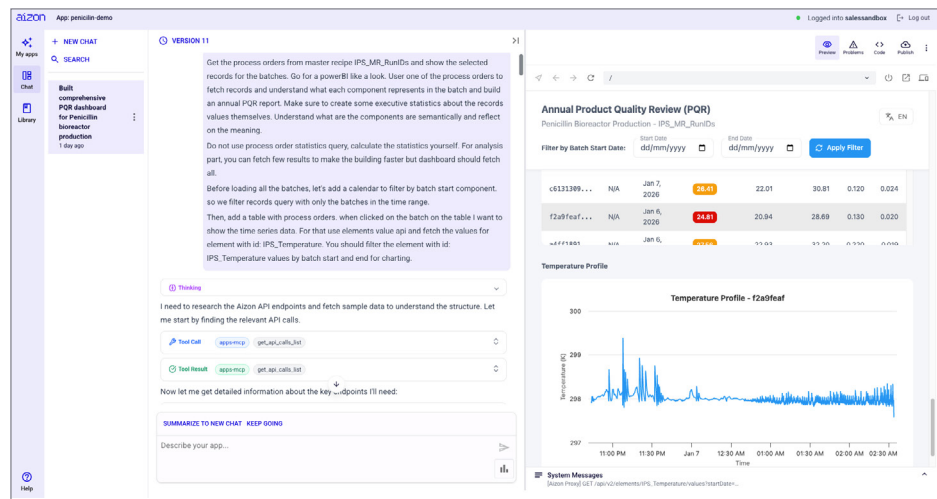 aizon App: penicilin-demo
Logged into salessandbox Log out
My apps
Chat
Library
Help
+ NEW CHAT
SEARCH
Built
comprehensive
PQR dashboard
for Penicillin
bioreactor
production
1 day ago
VERSION 11
Get the process orders from master recipe IPS_MR_RunIDs and show the selected
records for the batches. Go for a powerBI like a look. User one of the process orders to
fetch records and understand what each component represents in the batch and build
an annual PQR report. Make sure to create some executive statistics about the records
values themselves. Understand what are the components are semantically and reflect
on the meaning.
Do not use process order statistics query, calculate the statistics yourself. For analysis
part, you can fetch few results to make the building faster but dashboard should fetch
all.
Before loading all the batches, let's add a calendar to filter by batch start component.
so we filter records query with only the batches in the time range.
Then, add a table with process orders. when clicked on the batch on the table I want to
show the time series data. For that use elements value api and fetch the values for
element with id: IPS_Temperature. You should filter the element with id:
IPS_Temperature values by batch start and end for charting.
Thinking
I need to research the Aizon API endpoints and fetch sample data to understand the structure. Let
me start by finding the relevant API calls.
Tool Call apps-mcp get_api_calls_list
Tool Result apps-mcp get_api_calls_list
Now let me get detailed information about the key endpoints I'll need:
SUMMARIZE TO NEW CHAT KEEP GOING
Describe your app...
Preview Problems Code Publish
/
Annual Product Quality Review (PQR)
Penicillin Bioreactor Production - IPS_MR_RunIDs
EN
Filter by Batch Start Date:
Start Date
dd/mm/yyyy
End Date
dd/mm/yyyy
Apply Filter
c6131309... N/A Jan 7, 2026 26.41 22.01 30.81 0.120 0.024
f2a9feaf... N/A Jan 6, 2026 24.81 20.94 28.69 0.130 0.020
N/A Jan 6, 22.93 32.20 0.220 0.019
Temperature Profile
Temperature Profile - f2a9feaf
Temperature (K)
300
299
298
297
11:00 PM 11:30 PM Jan 7 12:30 AM 01:00 AM 01:30 AM 02:00 AM 02:30 AM
Time
System Messages
[Aizon Proxy] GET /api/v2/elements/IPS_Temperature/values?startDate=...